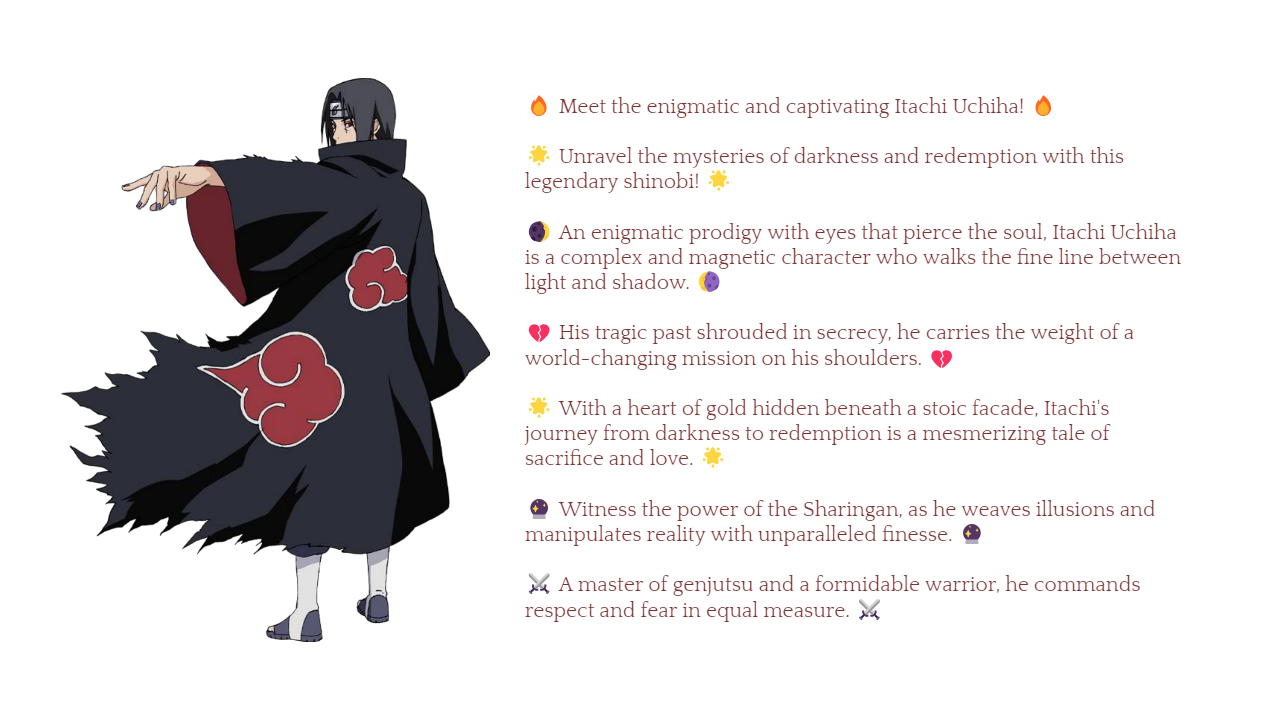 🔥 Meet the enigmatic and captivating Itachi Uchiha! 🔥
🌟 Unravel the mysteries of darkness and redemption with this
legendary shinobi! 🌟
🌒 An enigmatic prodigy with eyes that pierce the soul, Itachi Uchiha
is a complex and magnetic character who walks the fine line between
light and shadow. 🌘
💔 His tragic past shrouded in secrecy, he carries the weight of a
world-changing mission on his shoulders. 💔
🌟 With a heart of gold hidden beneath a stoic facade, Itachi's
journey from darkness to redemption is a mesmerizing tale of
sacrifice and love. 🌟
🔮 Witness the power of the Sharingan, as he weaves illusions and
manipulates reality with unparalleled finesse. 🔮
⚔️ A master of genjutsu and a formidable warrior, he commands
respect and fear in equal measure. ⚔️